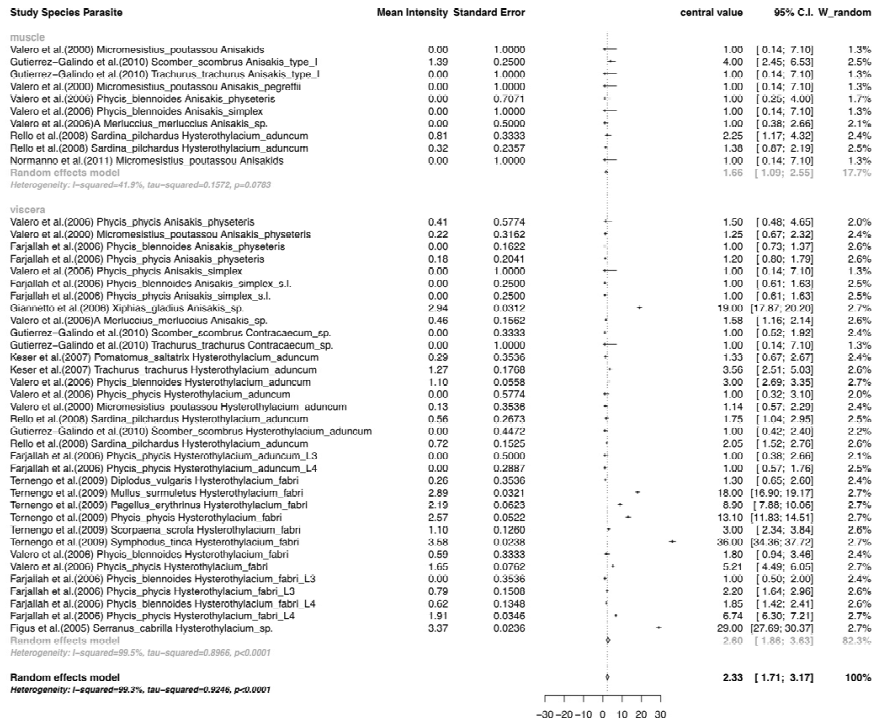 Study Species Parasite Mean Intensity Standard Error central value 95% C.I. W_random
muscle
Valero et al.(2000) Micromesistius_poutassou Anisakids 0.00 1.0000 1.00 [ 0.14; 7.10] 1.3%
Gutierrez-Galindo et al.(2010) Scomber_scombrus Anisakis_type_I 1.39 0.2500 4.00 [ 2.45; 6.53] 2.5%
Gutierrez-Galindo et al.(2010) Trachurus_trachurus Anisakis_type_I 0.00 1.0000 1.00 [ 0.14; 7.10] 1.3%
Valero et al.(2000) Micromesistius_poutassou Anisakis_pegreffii 0.00 1.0000 1.00 [ 0.14; 7.10] 1.3%
Valero et al.(2006) Phycis_blennoides Anisakis_physeteris 0.00 0.7071 1.00 [ 0.25; 4.00] 1.7%
Valero et al.(2006) Phycis_blennoides Anisakis_simplex 0.00 1.0000 1.00 [ 0.14; 7.10] 1.3%
Valero et al.(2006)A Merluccius_merluccius Anisakis_sp. 0.00 0.5000 1.00 [ 0.38; 2.66] 2.1%
Rello et al.(2008) Sardina_pilchardus Hysterothylacium_aduncum 0.81 0.3333 2.25 [ 1.17; 4.32] 2.4%
Rello et al.(2008) Sardina_pilchardus Hysterothylacium_aduncum 0.32 0.2357 1.38 [ 0.87; 2.19] 2.5%
Normanno et al.(2011) Micromesistius_poutassou Anisakids 0.00 1.0000 1.00 [ 0.14; 7.10] 1.3%
Random effects model 1.66 [ 1.09; 2.55] 17.7%
Heterogeneity: I-squared=41.9%, tau-squared=0.1572, p=0.0783
viscera
Valero et al.(2006) Phycis_phycis Anisakis_physeteris 0.41 0.5774 1.50 [ 0.48; 4.65] 2.0%
Valero et al.(2000) Micromesistius_poutassou Anisakis_physeteris 0.22 0.3162 1.25 [ 0.67; 2.32] 2.4%
Farjallah et al.(2006) Phycis_blennoides Anisakis_physeteris 0.00 0.1622 1.00 [ 0.73; 1.37] 2.6%
Farjallah et al.(2006) Phycis_phycis Anisakis_physeteris 0.18 0.2041 1.20 [ 0.80; 1.79] 2.6%
Valero et al.(2006) Phycis_phycis Anisakis_simplex 0.00 1.0000 1.00 [ 0.14; 7.10] 1.3%
Farjallah et al.(2006) Phycis_blennoides Anisakis_simplex_s.l. 0.00 0.2500 1.00 [ 0.61; 1.63] 2.5%
Farjallah et al.(2006) Phycis_phycis Anisakis_simplex_s.l. 0.00 0.2500 1.00 [ 0.61; 1.63] 2.5%
Giannetto et al.(2006) Xiphias_gladius Anisakis_sp. 2.94 0.0312 19.00 [17.87; 20.20] 2.7%
Valero et al.(2006)A Merluccius_merluccius Anisakis_sp. 0.46 0.1562 1.58 [ 1.16; 2.14] 2.6%
Gutierrez-Galindo et al.(2010) Scomber_scombrus Contracaecum_sp. 0.00 0.3333 1.00 [ 0.52; 1.92] 2.4%
Gutierrez-Galindo et al.(2010) Trachurus_trachurus Contracaecum_sp. 0.00 1.0000 1.00 [ 0.14; 7.10] 1.3%
Keser et al.(2007) Pomatomus_saltatrix Hysterothylacium_aduncum 0.29 0.3536 1.33 [ 0.67; 2.67] 2.4%
Keser et al.(2007) Trachurus_trachurus Hysterothylacium_aduncum 1.27 0.1768 3.56 [ 2.51; 5.03] 2.6%
Valero et al.(2006) Phycis_blennoides Hysterothylacium_aduncum 1.10 0.0558 3.00 [ 2.69; 3.35] 2.7%
Valero et al.(2006) Phycis_phycis Hysterothylacium_aduncum 0.00 0.5774 1.00 [ 0.32; 3.10] 2.0%
Valero et al.(2000) Micromesistius_poutassou Hysterothylacium_aduncum 0.13 0.3536 1.14 [ 0.57; 2.29] 2.4%
Rello et al.(2008) Sardina_pilchardus Hysterothylacium_aduncum 0.56 0.2673 1.75 [ 1.04; 2.95] 2.5%
Gutierrez-Galindo et al.(2010) Scomber_scombrus Hysterothylacium_aduncum 0.00 0.4472 1.00 [ 0.42; 2.40] 2.2%
Rello et al.(2008) Sardina_pilchardus Hysterothylacium_aduncum 0.72 0.1525 2.05 [ 1.52; 2.76] 2.6%
Farjallah et al.(2006) Phycis_phycis Hysterothylacium_aduncum_L3 0.00 0.5000 1.00 [ 0.38; 2.66] 2.1%
Farjallah et al.(2006) Phycis_phycis Hysterothylacium_aduncum_L4 0.00 0.2887 1.00 [ 0.57; 1.76] 2.5%
Ternengo et al.(2009) Diplodus_vulgaris Hysterothylacium_fabri 0.26 0.3536 1.30 [ 0.65; 2.60] 2.4%
Ternengo et al.(2009) Mullus_surmuletus Hysterothylacium_fabri 2.89 0.0321 18.00 [16.90; 19.17] 2.7%
Ternengo et al.(2009) Pagellus_erythrinus Hysterothylacium_fabri 2.19 0.0623 8.90 [ 7.88; 10.06] 2.7%
Ternengo et al.(2009) Phycis_phycis Hysterothylacium_fabri 2.57 0.0522 13.10 [11.83; 14.51] 2.7%
Ternengo et al.(2009) Scorpaena_scrofa Hysterothylacium_fabri 1.10 0.1260 3.00 [ 2.34; 3.84] 2.6%
Ternengo et al.(2009) Symphodus_tinca Hysterothylacium_fabri 3.58 0.0238 36.00 [34.36; 37.72] 2.7%
Valero et al.(2006) Phycis_blennoides Hysterothylacium_fabri 0.59 0.3333 1.80 [ 0.94; 3.46] 2.4%
Valero et al.(2006) Phycis_phycis Hysterothylacium_fabri 1.65 0.0762 5.21 [ 4.49; 6.05] 2.7%
Farjallah et al.(2006) Phycis_blennoides Hysterothylacium_fabri_L3 0.00 0.3536 1.00 [ 0.50; 2.00] 2.4%
Farjallah et al.(2006) Phycis_phycis Hysterothylacium_fabri_L3 0.79 0.1508 2.20 [ 1.64; 2.96] 2.6%
Farjallah et al.(2006) Phycis_blennoides Hysterothylacium_fabri_L4 0.62 0.1348 1.85 [ 1.42; 2.41] 2.6%
Farjallah et al.(2006) Phycis_phycis Hysterothylacium_fabri_L4 1.91 0.0346 6.74 [ 6.30; 7.21] 2.7%
Figus et al.(2005) Serranus_cabrilla Hysterothylacium_sp. 3.37 0.0236 29.00 [27.69; 30.37] 2.7%
Random effects model 2.60 [ 1.86; 3.63] 82.3%
Heterogeneity: I-squared=99.5%, tau-squared=0.8966, p<0.0001
Random effects model 2.33 [ 1.71; 3.17] 100%
Heterogeneity: I-squared=99.3%, tau-squared=0.9246, p<0.0001
-30 -20 -10 0 10 20 30